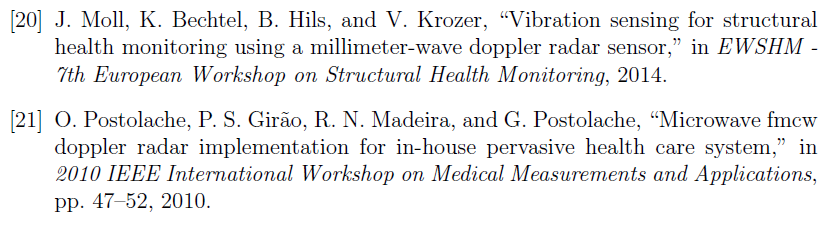 [20] J. Moll, K. Bechtel, B. Hils, and V. Krozer, “Vibration sensing for structural
health monitoring using a millimeter-wave doppler radar sensor,” in EWSHM -
7th European Workshop on Structural Health Monitoring, 2014.
[21] O. Postolache, P. S. Girão, R. N. Madeira, and G. Postolache, “Microwave fmcw
doppler radar implementation for in-house pervasive health care system,” in
2010 IEEE International Workshop on Medical Measurements and Applications,
pp. 47–52, 2010.